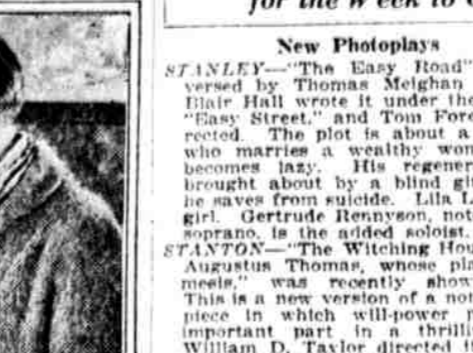 for the Week to
New Photoplays
STANLEY—"The Easy Road"
versed by Thomas Meighan
Blair Hall wrote it under the
"Easy Street," and Tom Fore
rected. The plot is about a
who marries a wealthy wom
becomes lazy. His regener
brought about by a blind gi
he saves from suicide. Lila L
girl. Gertrude Rennyson, not
soprano, is the added soloist.
STANTON—"The Witching Hou
Augustus Thomas, whose pla
mesis," was recently show
This is a new version of a no
piece in which will-power p
important part in a thrilli
William D. Taylor directed it